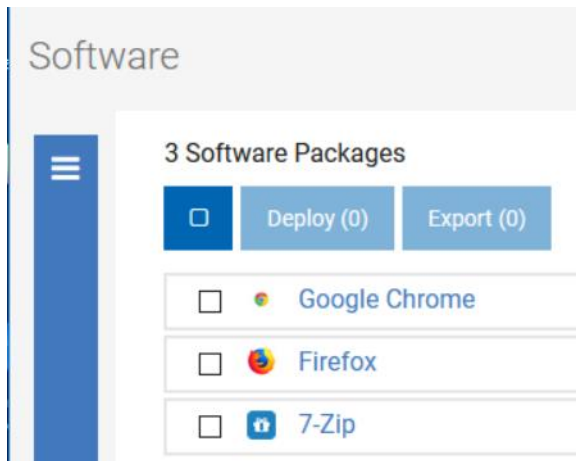 Software
3 Software Packages
Deploy (0)
Export (0)
Google Chrome
Firefox
7-Zip